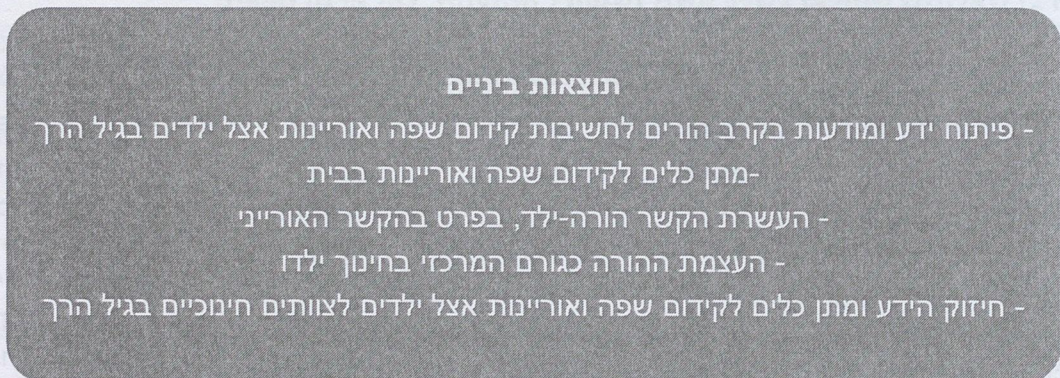 תוצאות ביניים
- פיתוח ידע ומודעות בקרב הורים לחשיבות קידום שפה ואוריינות אצל ילדים בגיל הרך
-מתן כלים לקידום שפה ואוריינות בבית
- העשרת הקשר הורה-ילד, בפרט בהקשר האורייני
- העצמת ההורה כגורם המרכזי בחינוך ילדו
- חיזוק הידע ומתן כלים לקידום שפה ואוריינות אצל ילדים לצוותים חינוכיים בגיל הרך